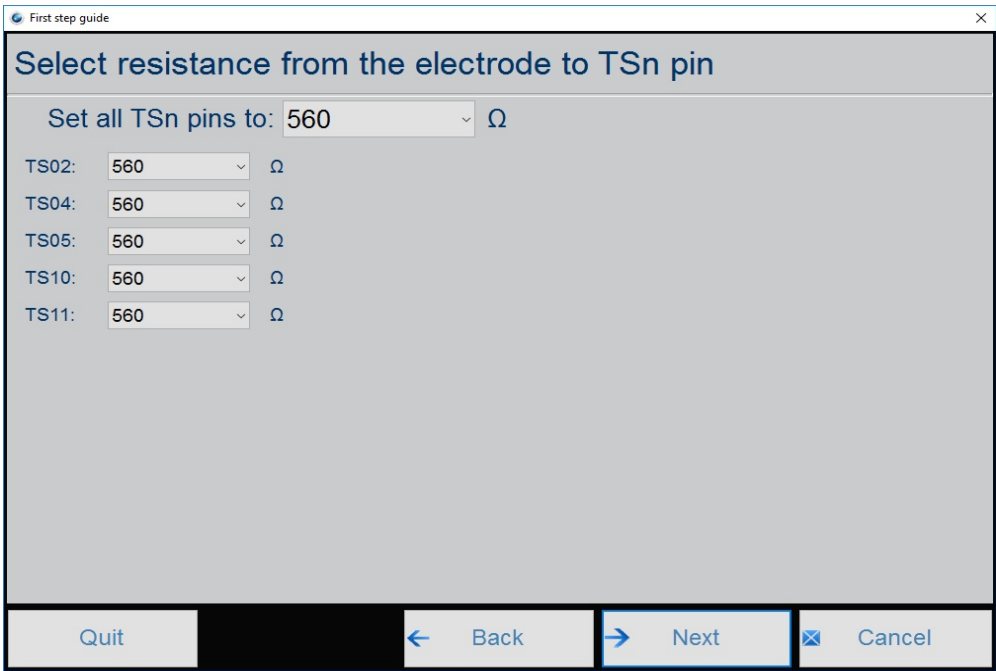 First step guide
Select resistance from the electrode to TSn pin
Set all TSn pins to: 560 Ω
TS02: 560 Ω
TS04: 560 Ω
TS05: 560 Ω
TS10: 560 Ω
TS11: 560 Ω
Quit Back Next Cancel